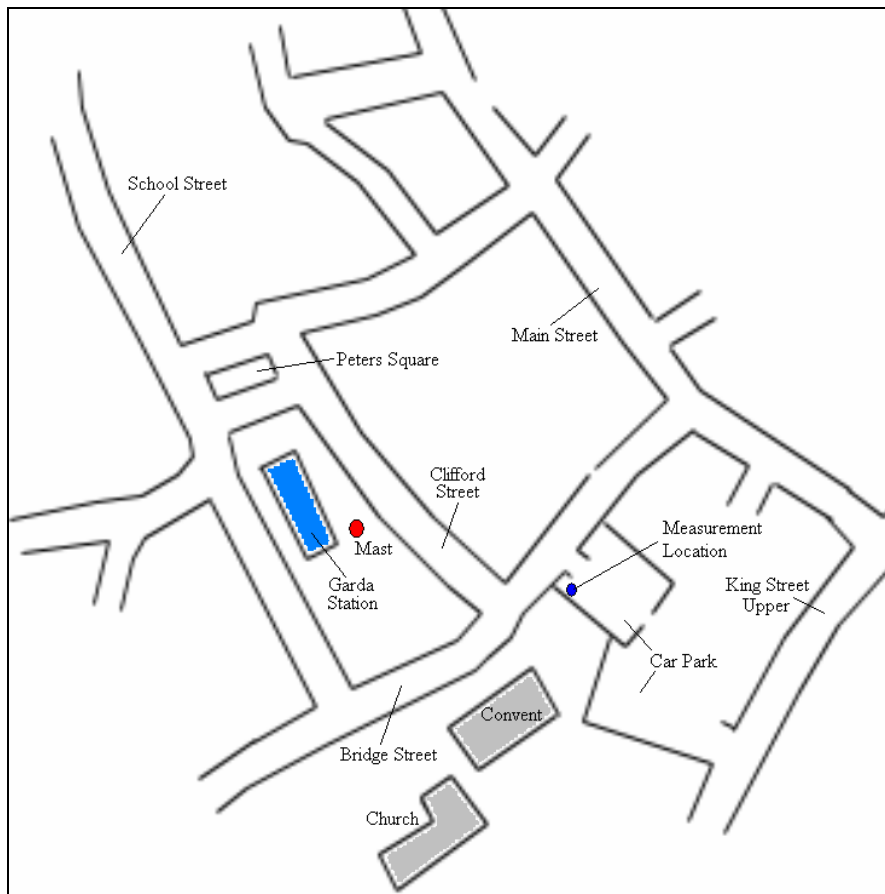 School Street
Main Street
Peters Square
Clifford
Street
Measurement
Location
Mast
Garda
Station
King Street
Upper
Car Park
Convent
Bridge Street
Church